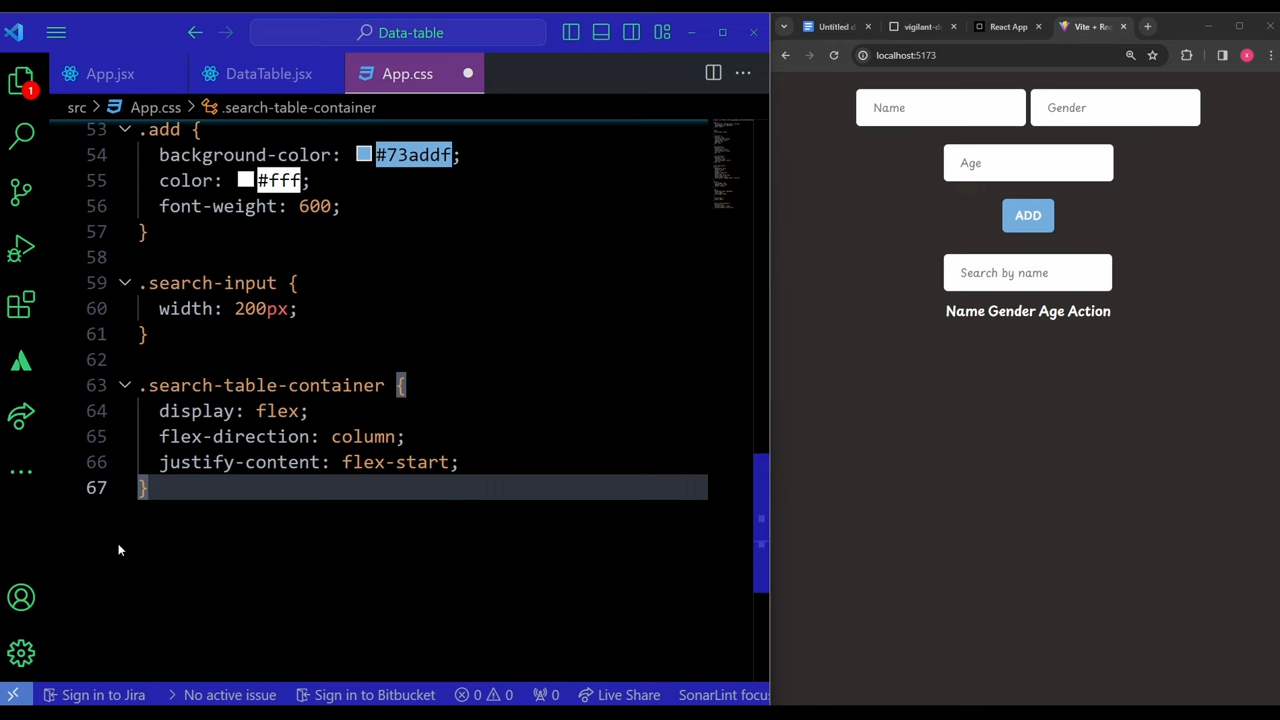 Data-table
App.jsx
DataTable.jsx
App.css
src > App.css > .search-table-container
53 .add {
54 background-color: #73addf;
55 color: #fff;
56 font-weight: 600;
57 }
58
59 .search-input {
60 width: 200px;
61 }
62
63 .search-table-container {
64 display: flex;
65 flex-direction: column;
66 justify-content: flex-start;
67 }
1
Sign in to Jira
No active issue
Sign in to Bitbucket
0 0
0
Live Share
SonarLint focu
Untitled d
vigilant-d
React App
Vite + Re
localhost:5173
x
Name
Gender
Age
ADD
Search by name
Name Gender Age Action